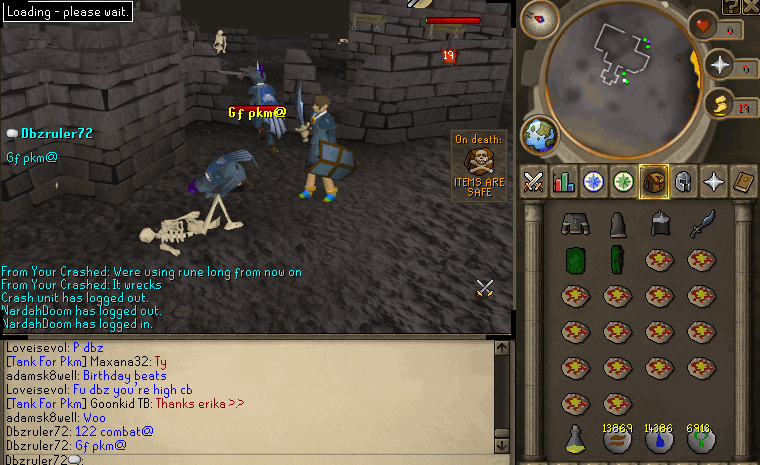 Loading - please wait.
19
Gf pkm@
Dbzruler72
Gf pkm@
On death:
ITEMS ARE
SAFE
From Your Crashed: Were using rune long from now on
From Your Crashed: It wrecks
Crash unit has logged out.
NardahDoom has logged out.
NardahDoom has logged in.
Loveisevol: P dbz
[Tank For Pkm] Maxana32: Ty
adamsk8well: Birthday beats
Loveisevol: Fu dbz you're high cb
[Tank For Pkm] Goonkid TB: Thanks erika >.>
adamsk8well: Woo
Dbzruler72: 122 combat@
Dbzruler72: Gf pkm@
Dbzruler72:
?
19
13869
14386